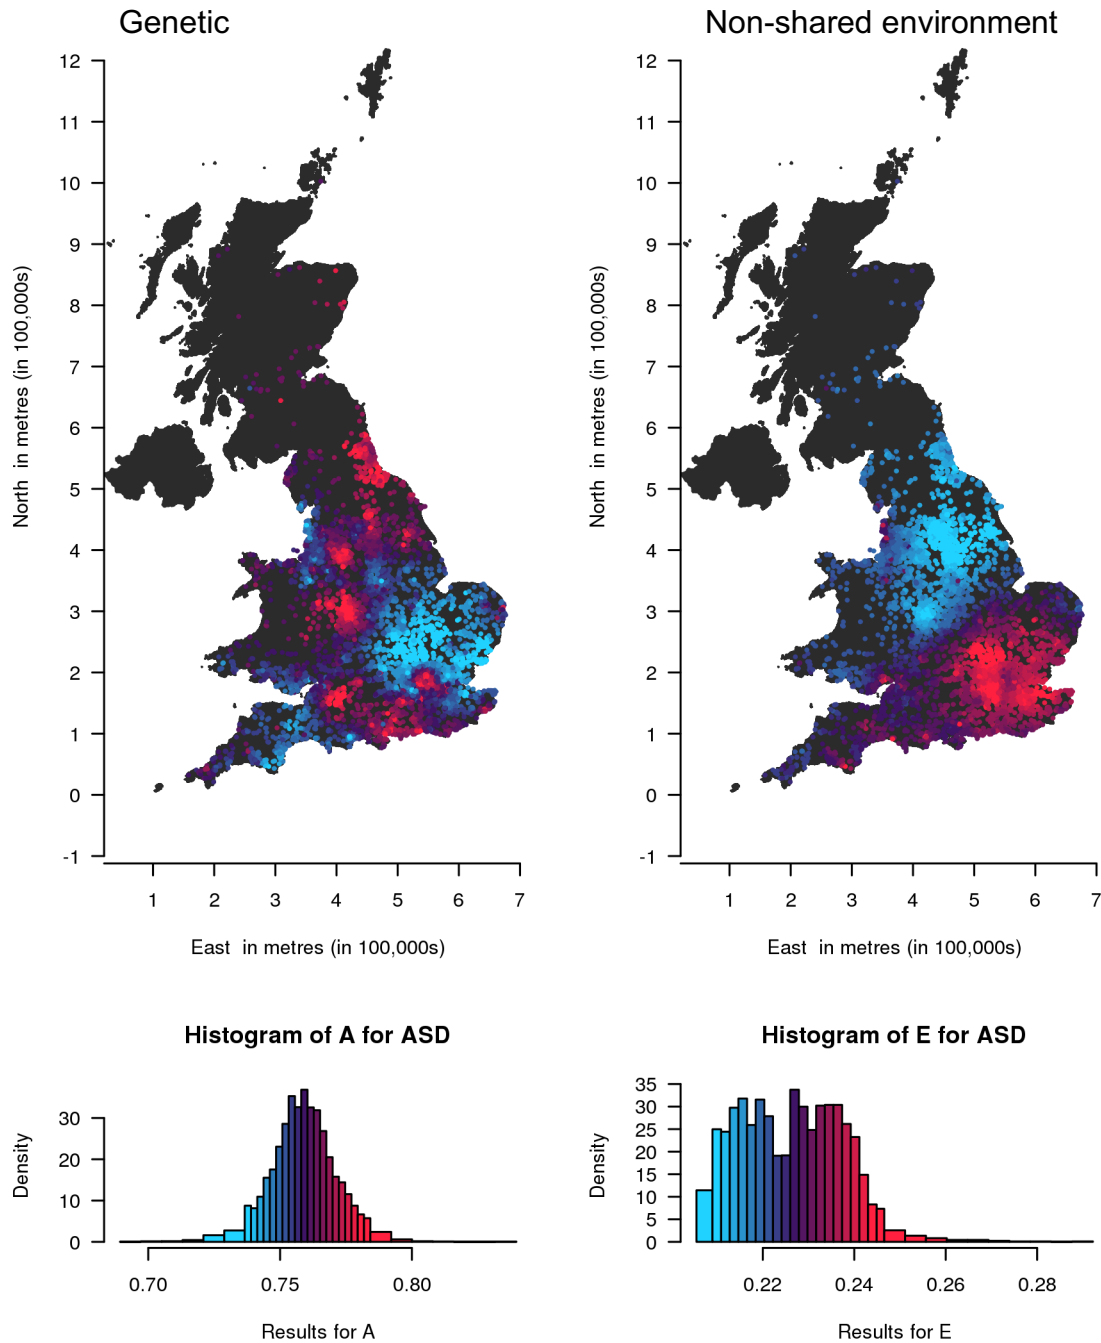 Genetic
Non-shared environment
12
11
10
9
8
7
6
5
4
3
2
1
0
-1
North  in metres (in 100,000s)
1 2 3 4 5 6 7
East  in metres (in 100,000s)
12
11
10
9
8
7
6
5
4
3
2
1
0
-1
North  in metres (in 100,000s)
1 2 3 4 5 6 7
East  in metres (in 100,000s)
Histogram of A for ASD
30
20
10
0
Density
0.70 0.75 0.80
Results for A
Histogram of E for ASD
35
30
25
20
15
10
5
0
Density
0.22 0.24 0.26 0.28
Results for E